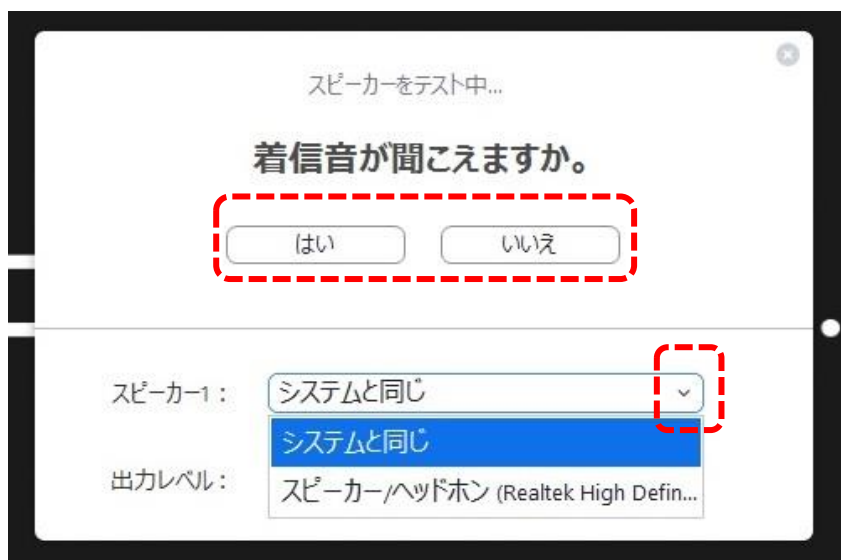 スピーカーをテスト中...
着信音が聞こえますか。
はい いいえ
スピーカー1： システムと同じ
システムと同じ
出力レベル： スピーカー/ヘッドホン (Realtek High Defin...